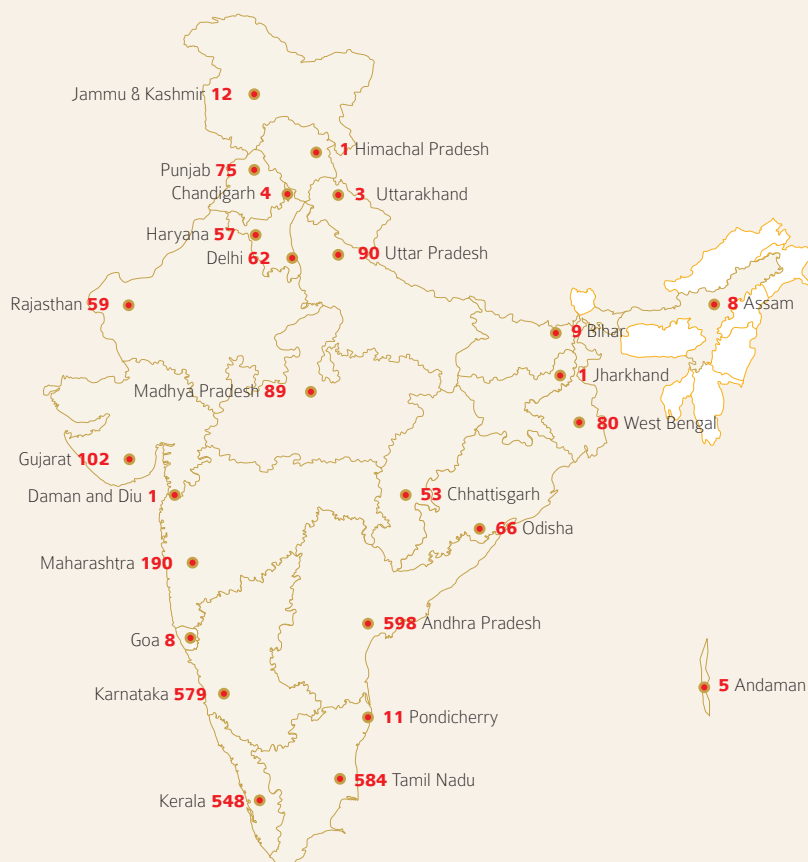 Jammu & Kashmir 12
1 Himachal Pradesh
Punjab 75
Chandigarh 4
3 Uttarakhand
Haryana 57
Delhi 62
90 Uttar Pradesh
Rajasthan 59
8 Assam
9 Bihar
1 Jharkhand
Madhya Pradesh 89
80 West Bengal
Gujarat 102
Daman and Diu 1
53 Chhattisgarh
66 Odisha
Maharashtra 190
598 Andhra Pradesh
Goa 8
5 Andaman
Karnataka 579
11 Pondicherry
584 Tamil Nadu
Kerala 548